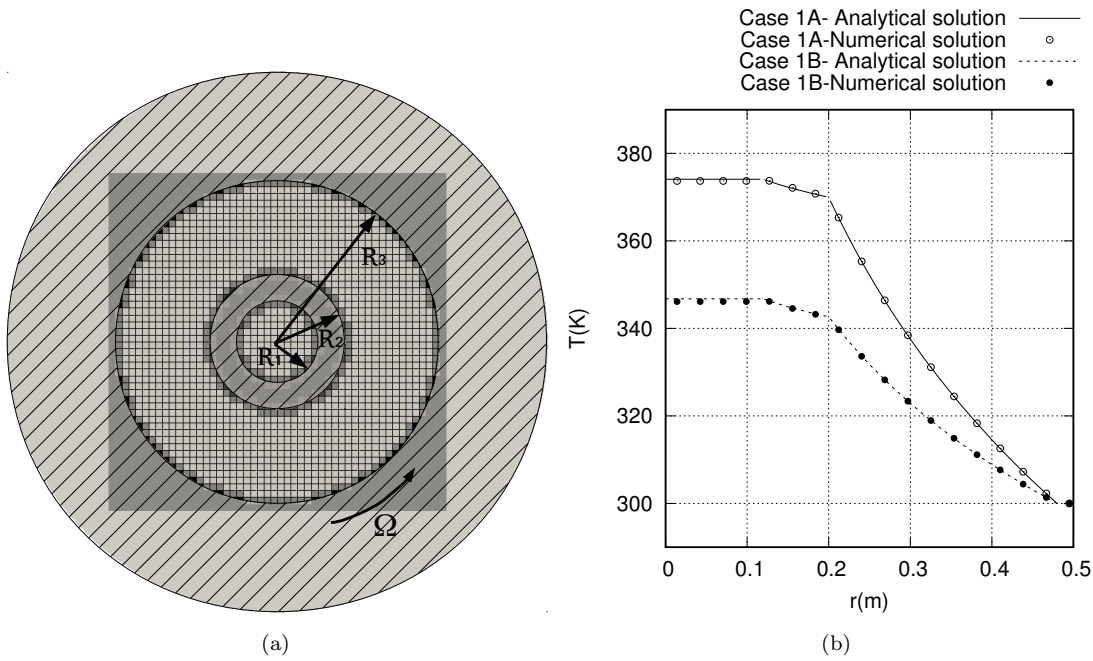 R3
R2
R1
Ω
(a)
Case 1A- Analytical solution
Case 1A-Numerical solution
Case 1B- Analytical solution
Case 1B-Numerical solution
380
360
340
320
300
T(K)
0 0.1 0.2 0.3 0.4 0.5
r(m)
(b)